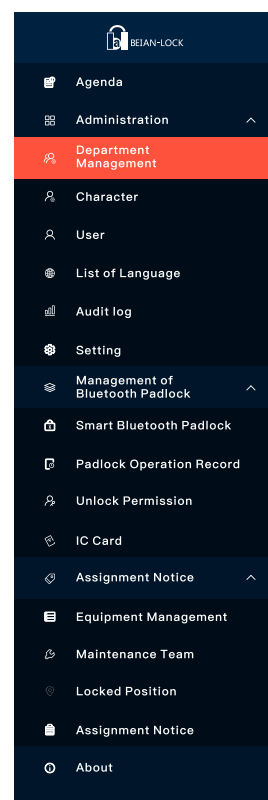 BEIAN-LOCK
Agenda
Administration
Department
Management
Character
User
List of Language
Audit log
Setting
Management of
Bluetooth Padlock
Smart Bluetooth Padlock
Padlock Operation Record
Unlock Permission
IC Card
Assignment Notice
Equipment Management
Maintenance Team
Locked Position
Assignment Notice
About